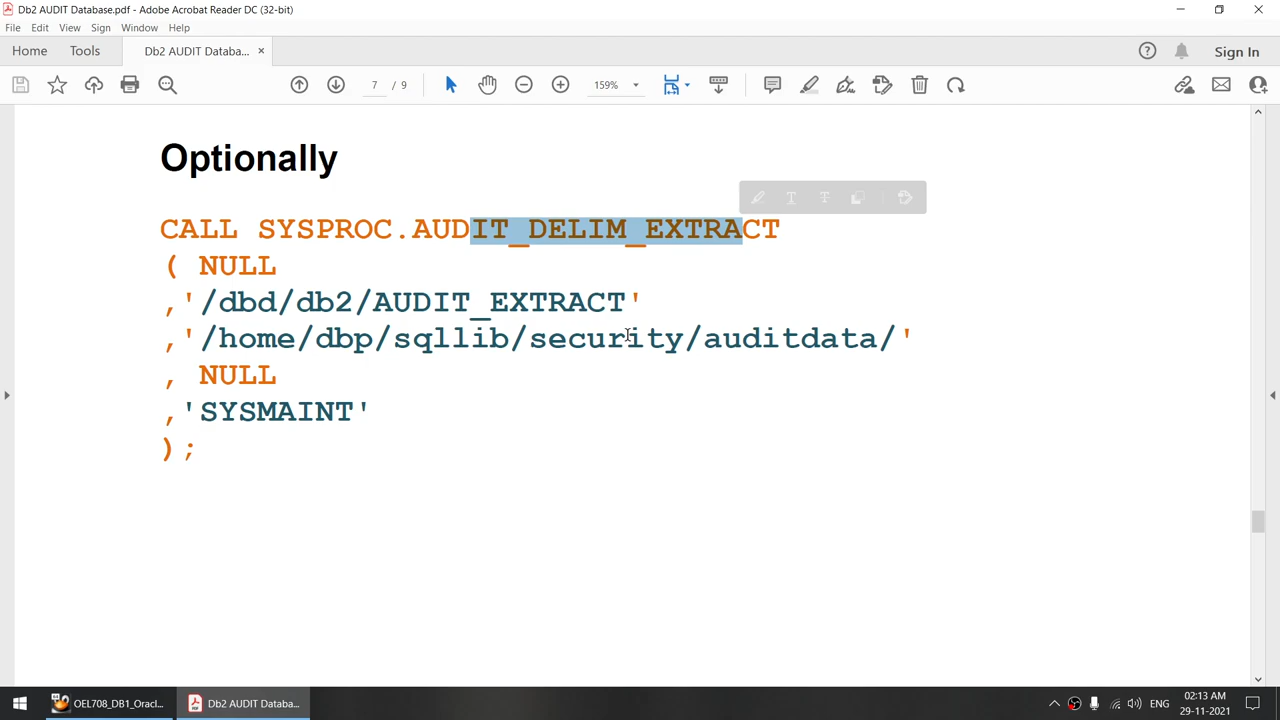 Db2 AUDIT Database.pdf - Adobe Acrobat Reader DC (32-bit)
File Edit View Sign Window Help
Home Tools Db2 AUDIT Databa... × Sign In
7 / 9 159%
Optionally
CALL SYSPROC.AUDIT_DELIM_EXTRACT
( NULL
,'/dbd/db2/AUDIT_EXTRACT'
,'/home/dbp/sqllib/security/auditdata/'
, NULL
,'SYSMAINT'
);
OEL708_DB1_Oracl... Db2 AUDIT Databa... ENG 02:13 AM
29-11-2021